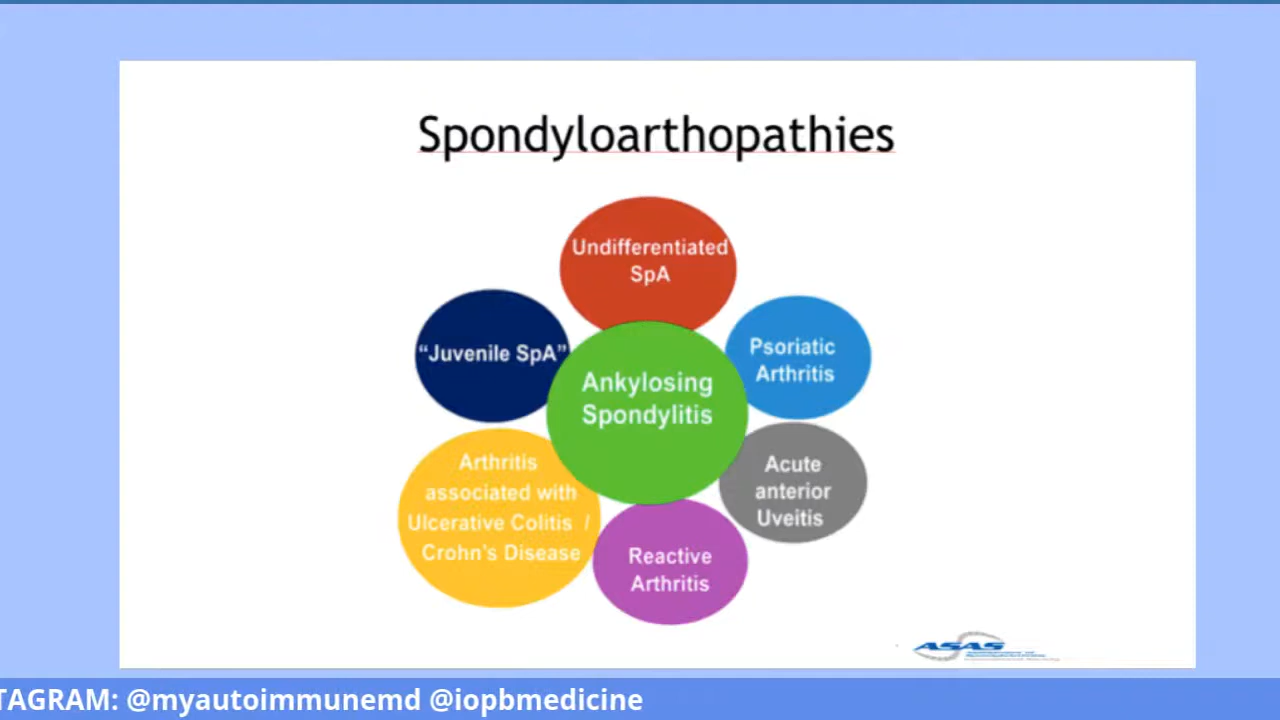 Spondyloarthopathies
Undifferentiated
SpA
"Juvenile SpA"
Psoriatic
Arthritis
Ankylosing
Spondylitis
Arthritis
associated with
Ulcerative Colitis /
Crohn's Disease
Acute
anterior
Uveitis
Reactive
Arthritis
ASAS
TAGRAM: @myautoimmunemd @iopbmedicine